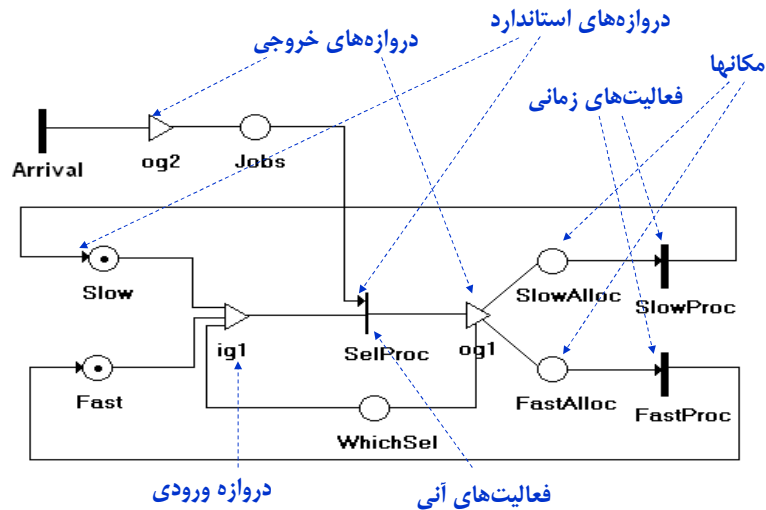 دروازه‌های استاندارد
دروازه‌های خروجی
مکانها
فعالیت‌های زمانی
Arrival
og2
Jobs
Slow
SlowAlloc
SlowProc
ig1
SelProc
og1
Fast
FastAlloc
FastProc
WhichSel
دروازه ورودی
فعالیت‌های آنی